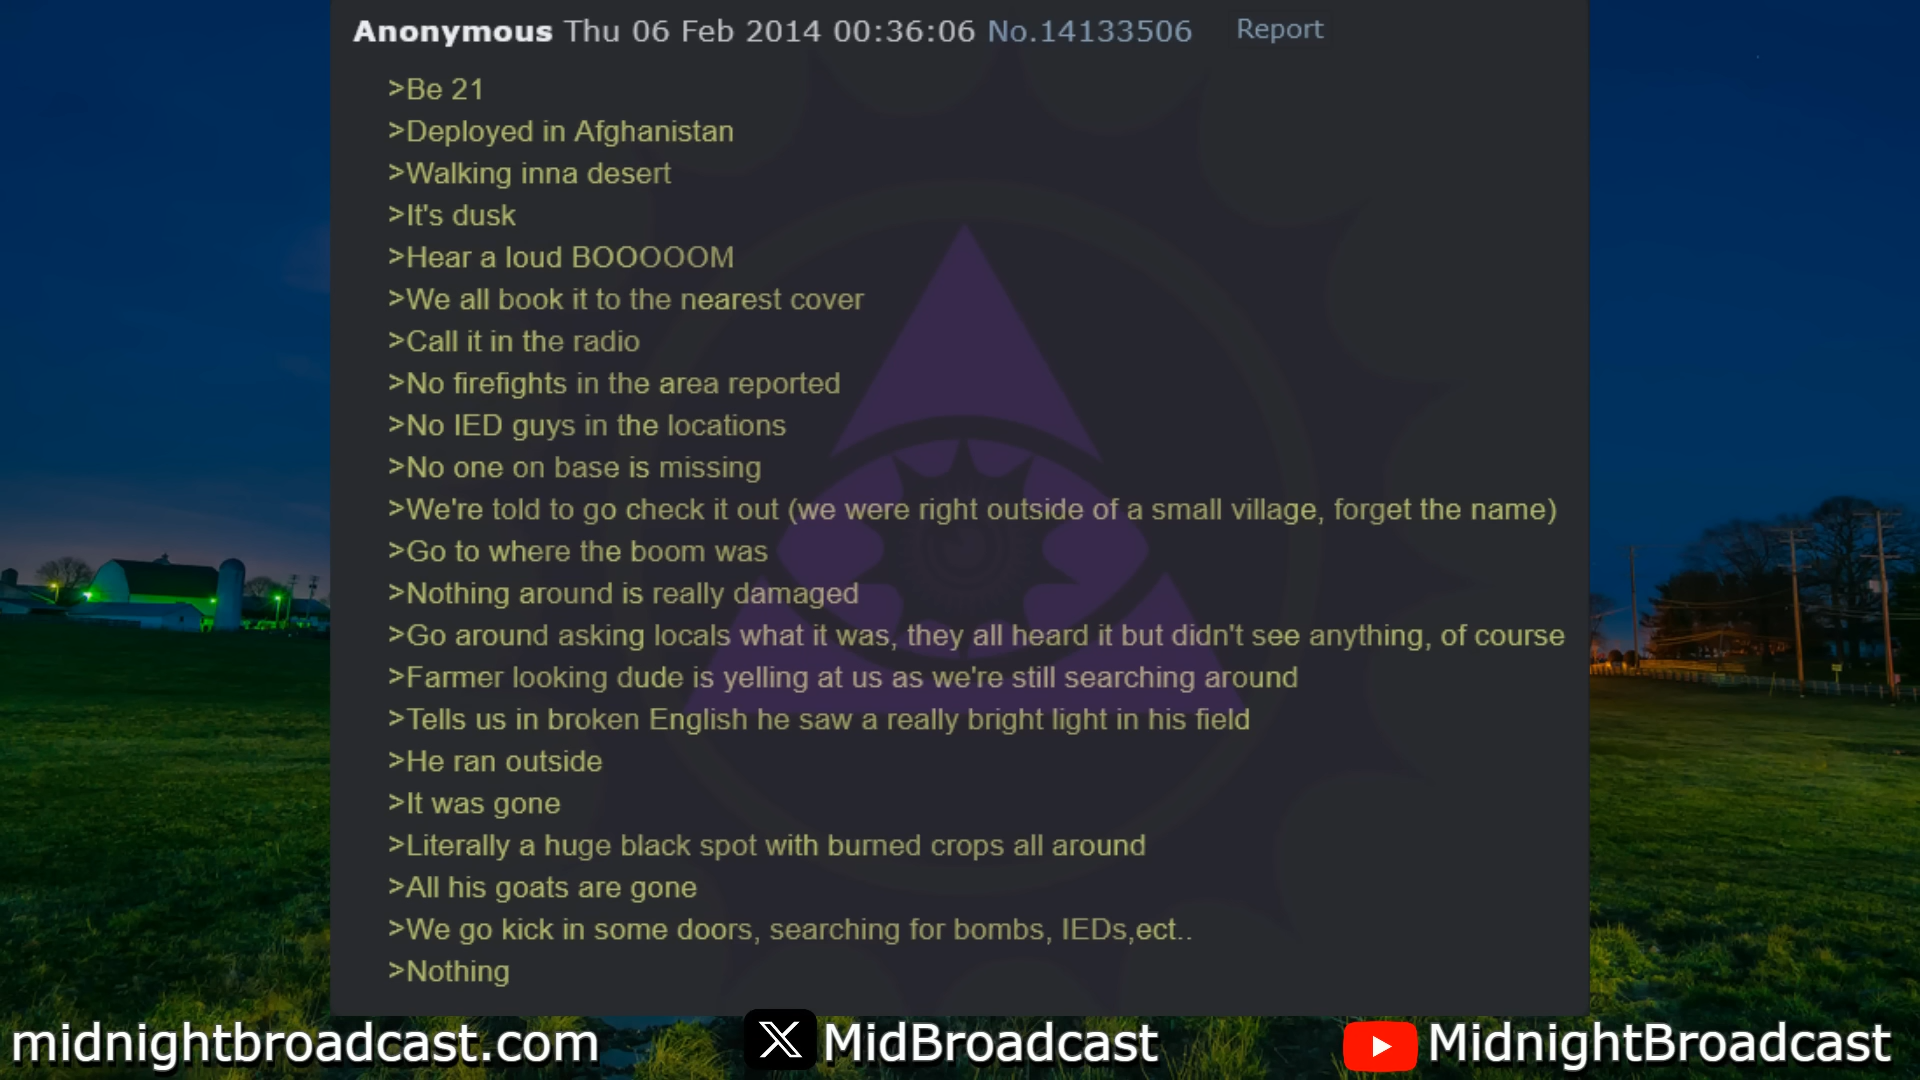 Anonymous Thu 06 Feb 2014 00:36:06 No.14133506 Report
>Be 21
>Deployed in Afghanistan
>Walking inna desert
>It's dusk
>Hear a loud BOOOOOM
>We all book it to the nearest cover
>Call it in the radio
>No firefights in the area reported
>No IED guys in the locations
>No one on base is missing
>We're told to go check it out (we were right outside of a small village, forget the name)
>Go to where the boom was
>Nothing around is really damaged
>Go around asking locals what it was, they all heard it but didn't see anything, of course
>Farmer looking dude is yelling at us as we're still searching around
>Tells us in broken English he saw a really bright light in his field
>He ran outside
>It was gone
>Literally a huge black spot with burned crops all around
>All his goats are gone
>We go kick in some doors, searching for bombs, IEDs,ect..
>Nothing
midnightbroadcast.com X MidBroadcast MidnightBroadcast